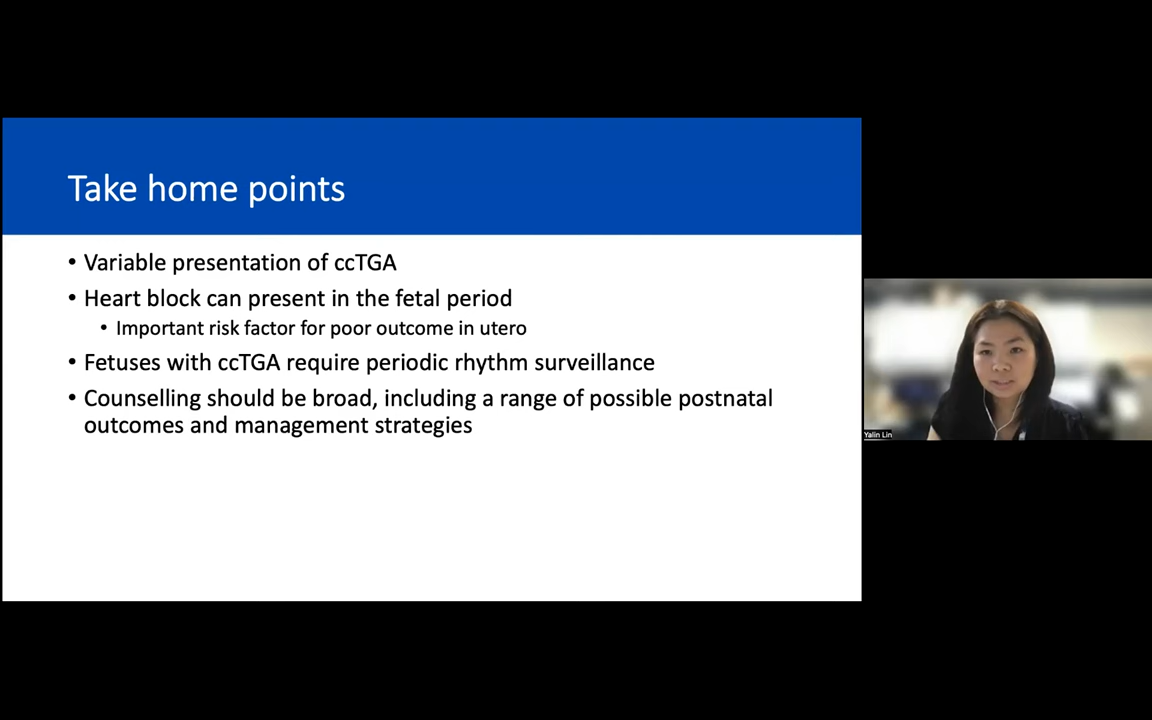 Take home points
• Variable presentation of ccTGA
• Heart block can present in the fetal period
• Important risk factor for poor outcome in utero
• Fetuses with ccTGA require periodic rhythm surveillance
• Counselling should be broad, including a range of possible postnatal
outcomes and management strategies
Yalin Lin